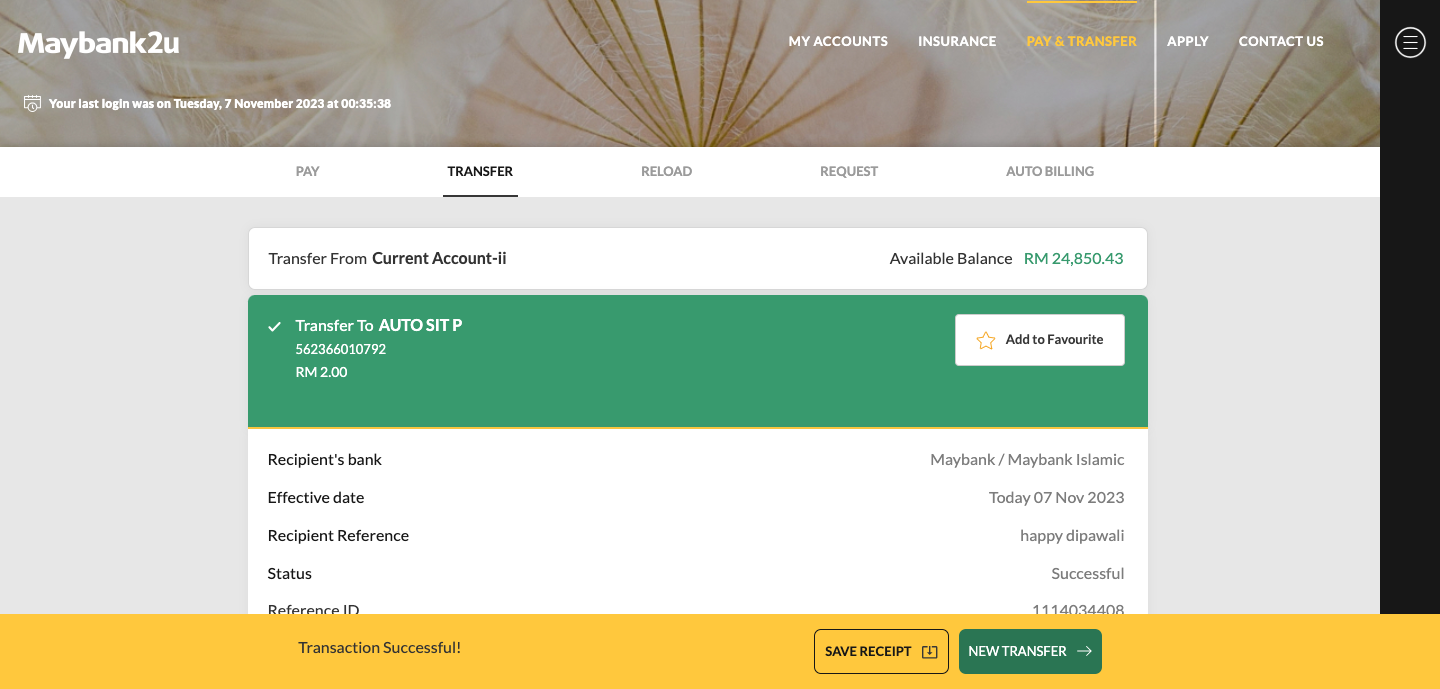 Maybank2u
MY ACCOUNTS INSURANCE PAY & TRANSFER APPLY CONTACT US
Your last login was on Tuesday, 7 November 2023 at 00:35:38
PAY TRANSFER RELOAD REQUEST AUTO BILLING
Transfer From Current Account-ii Available Balance RM 24,850.43
Transfer To AUTO SIT P
562366010792
RM 2.00
Add to Favourite
Recipient's bank Maybank / Maybank Islamic
Effective date Today 07 Nov 2023
Recipient Reference happy dipawali
Status Successful
Reference ID 1114034408
Transaction Successful! SAVE RECEIPT NEW TRANSFER